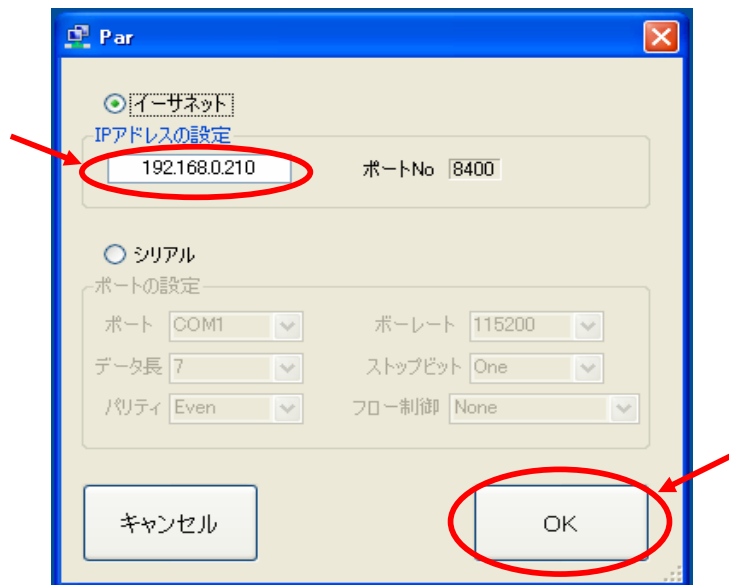 Par
イーサネット
IPアドレスの設定
192.168.0.210 ポートNo 8400
シリアル
ポートの設定
ポート COM1 ボーレート 115200
データ長 7 ストップビット One
パリティ Even フロー制御 None
キャンセル OK